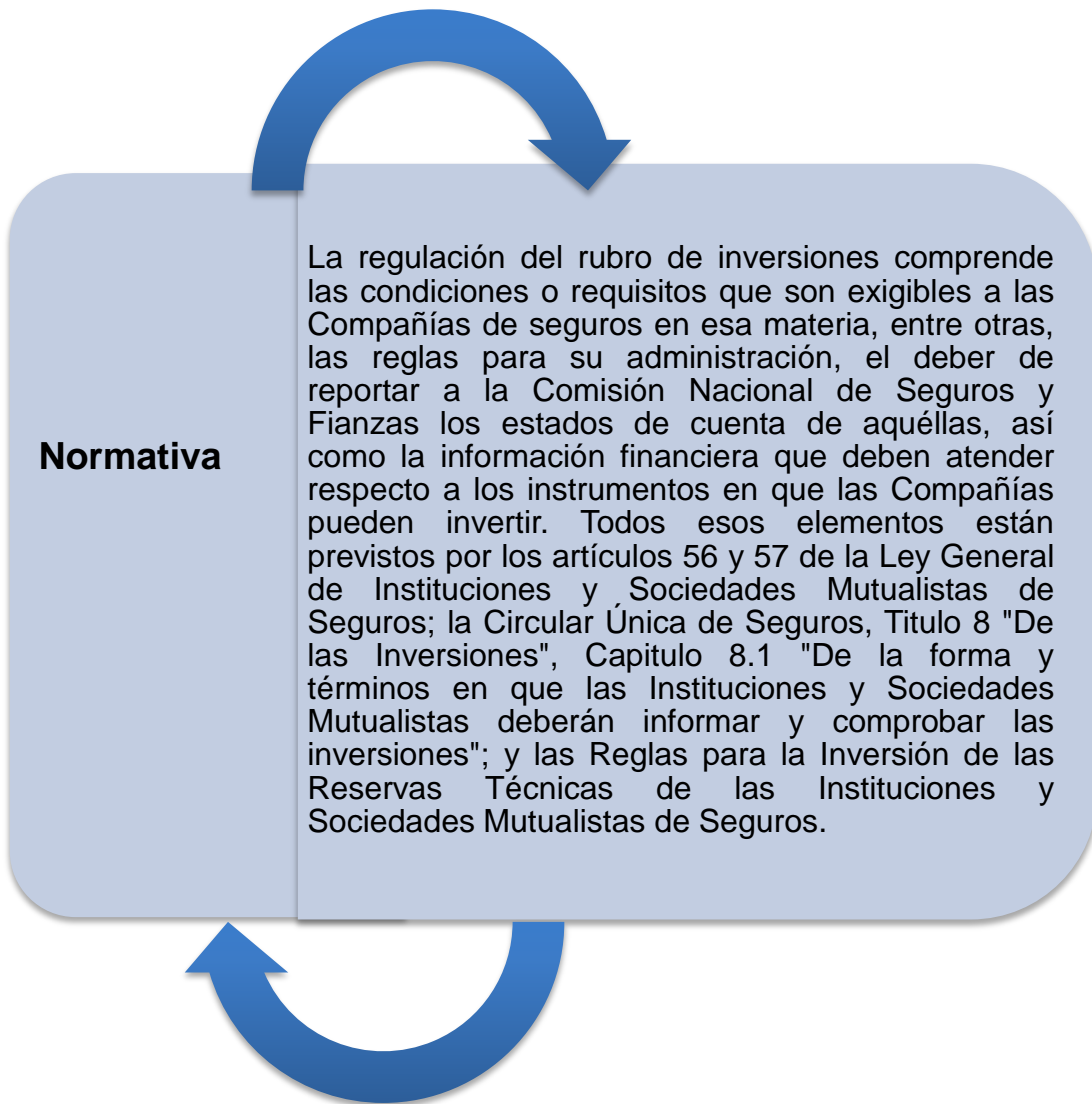 Normativa
La regulación del rubro de inversiones comprende
las condiciones o requisitos que son exigibles a las
Compañías de seguros en esa materia, entre otras,
las reglas para su administración, el deber de
reportar a la Comisión Nacional de Seguros y
Fianzas los estados de cuenta de aquéllas, así
como la información financiera que deben atender
respecto a los instrumentos en que las Compañías
pueden invertir. Todos esos elementos están
previstos por los artículos 56 y 57 de la Ley General
de Instituciones y Sociedades Mutualistas de
Seguros; la Circular Única de Seguros, Titulo 8 "De
las Inversiones", Capitulo 8.1 "De la forma y
términos en que las Instituciones y Sociedades
Mutualistas deberán informar y comprobar las
inversiones"; y las Reglas para la Inversión de las
Reservas Técnicas de las Instituciones y
Sociedades Mutualistas de Seguros.